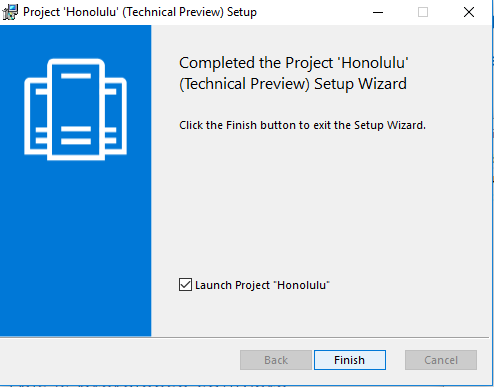 Project 'Honolulu' (Technical Preview) Setup
Completed the Project 'Honolulu'
(Technical Preview) Setup Wizard
Click the Finish button to exit the Setup Wizard.
Launch Project "Honolulu"
Back
Finish
Cancel